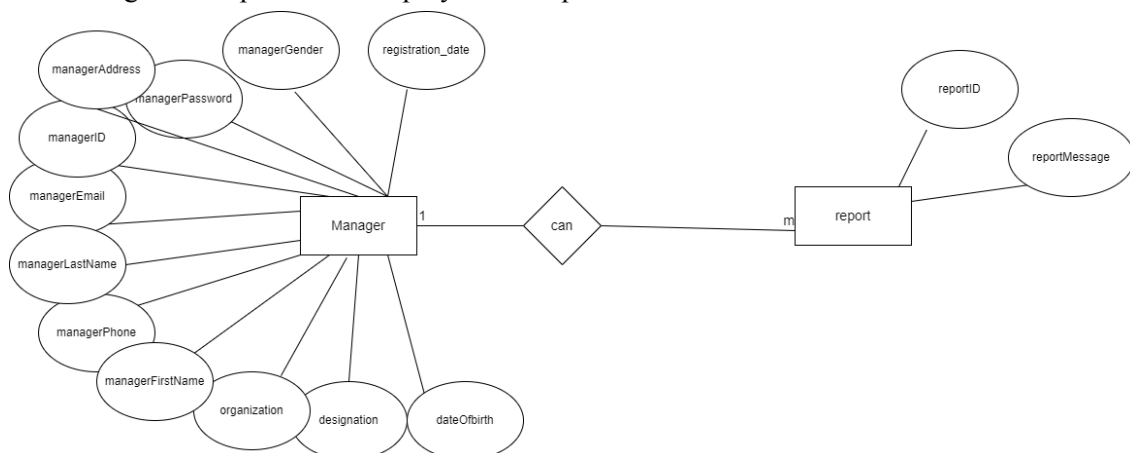 managerGender
registration_date
managerAddress
managerPassword
managerID
managerEmail
managerLastName
managerPhone
managerFirstName
organization
designation
dateOfbirth
Manager
1
can
m
report
reportID
reportMessage